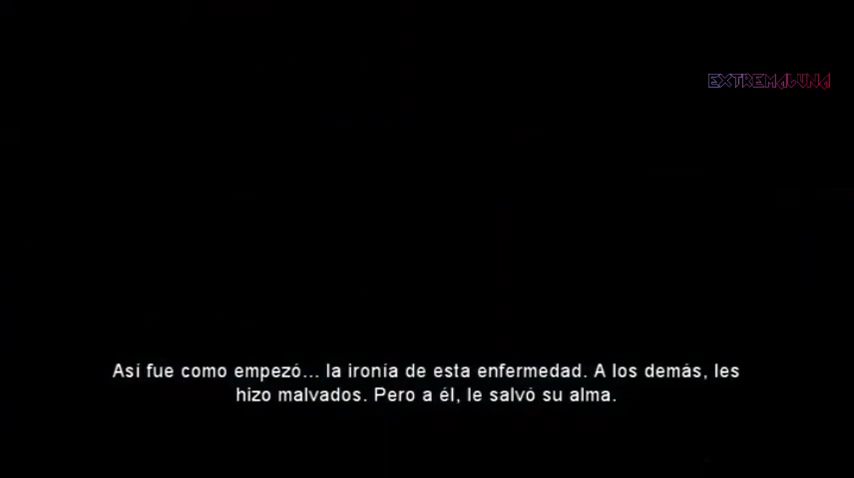 EXTREMALUNA
Así fue como empezó... la ironía de esta enfermedad. A los demás, les
hizo malvados. Pero a él, le salvó su alma.